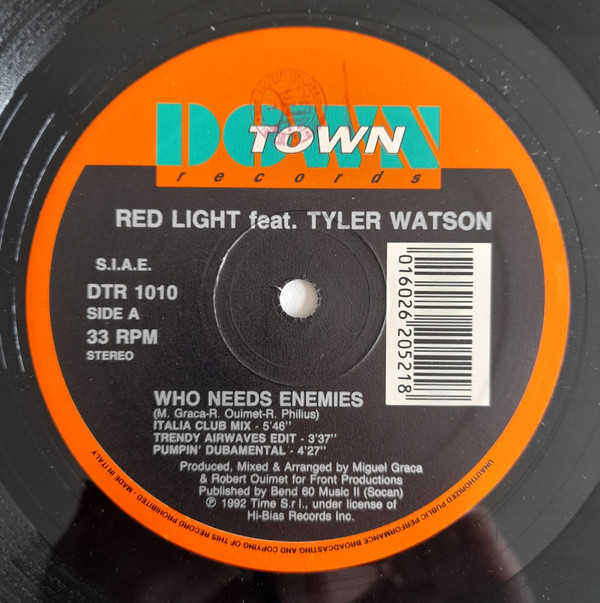 DOWN
TOWN
records
RED LIGHT feat. TYLER WATSON
S.I.A.E.
DTR 1010
SIDE A
33 RPM
STEREO
016026205218
WHO NEEDS ENEMIES
(M. Graca-R. Ouimet-R. Philius)
ITALIA CLUB MIX - 5'46''
TRENDY AIRWAVES EDIT - 3'37''
PUMPIN' DUBAMENTAL - 4'27''
Produced, Mixed & Arranged by Miguel Graca
& Robert Ouimet for Front Productions
Published by Bend 60 Music II (Socan)
℗ 1992 Time S.r l., under license of
Hi-Bias Records Inc.
UNAUTHORIZED PUBLIC PERFORMANCE BROADCASTING AND COPYING OF THIS RECORD PROHIBITED - MADE IN ITALY